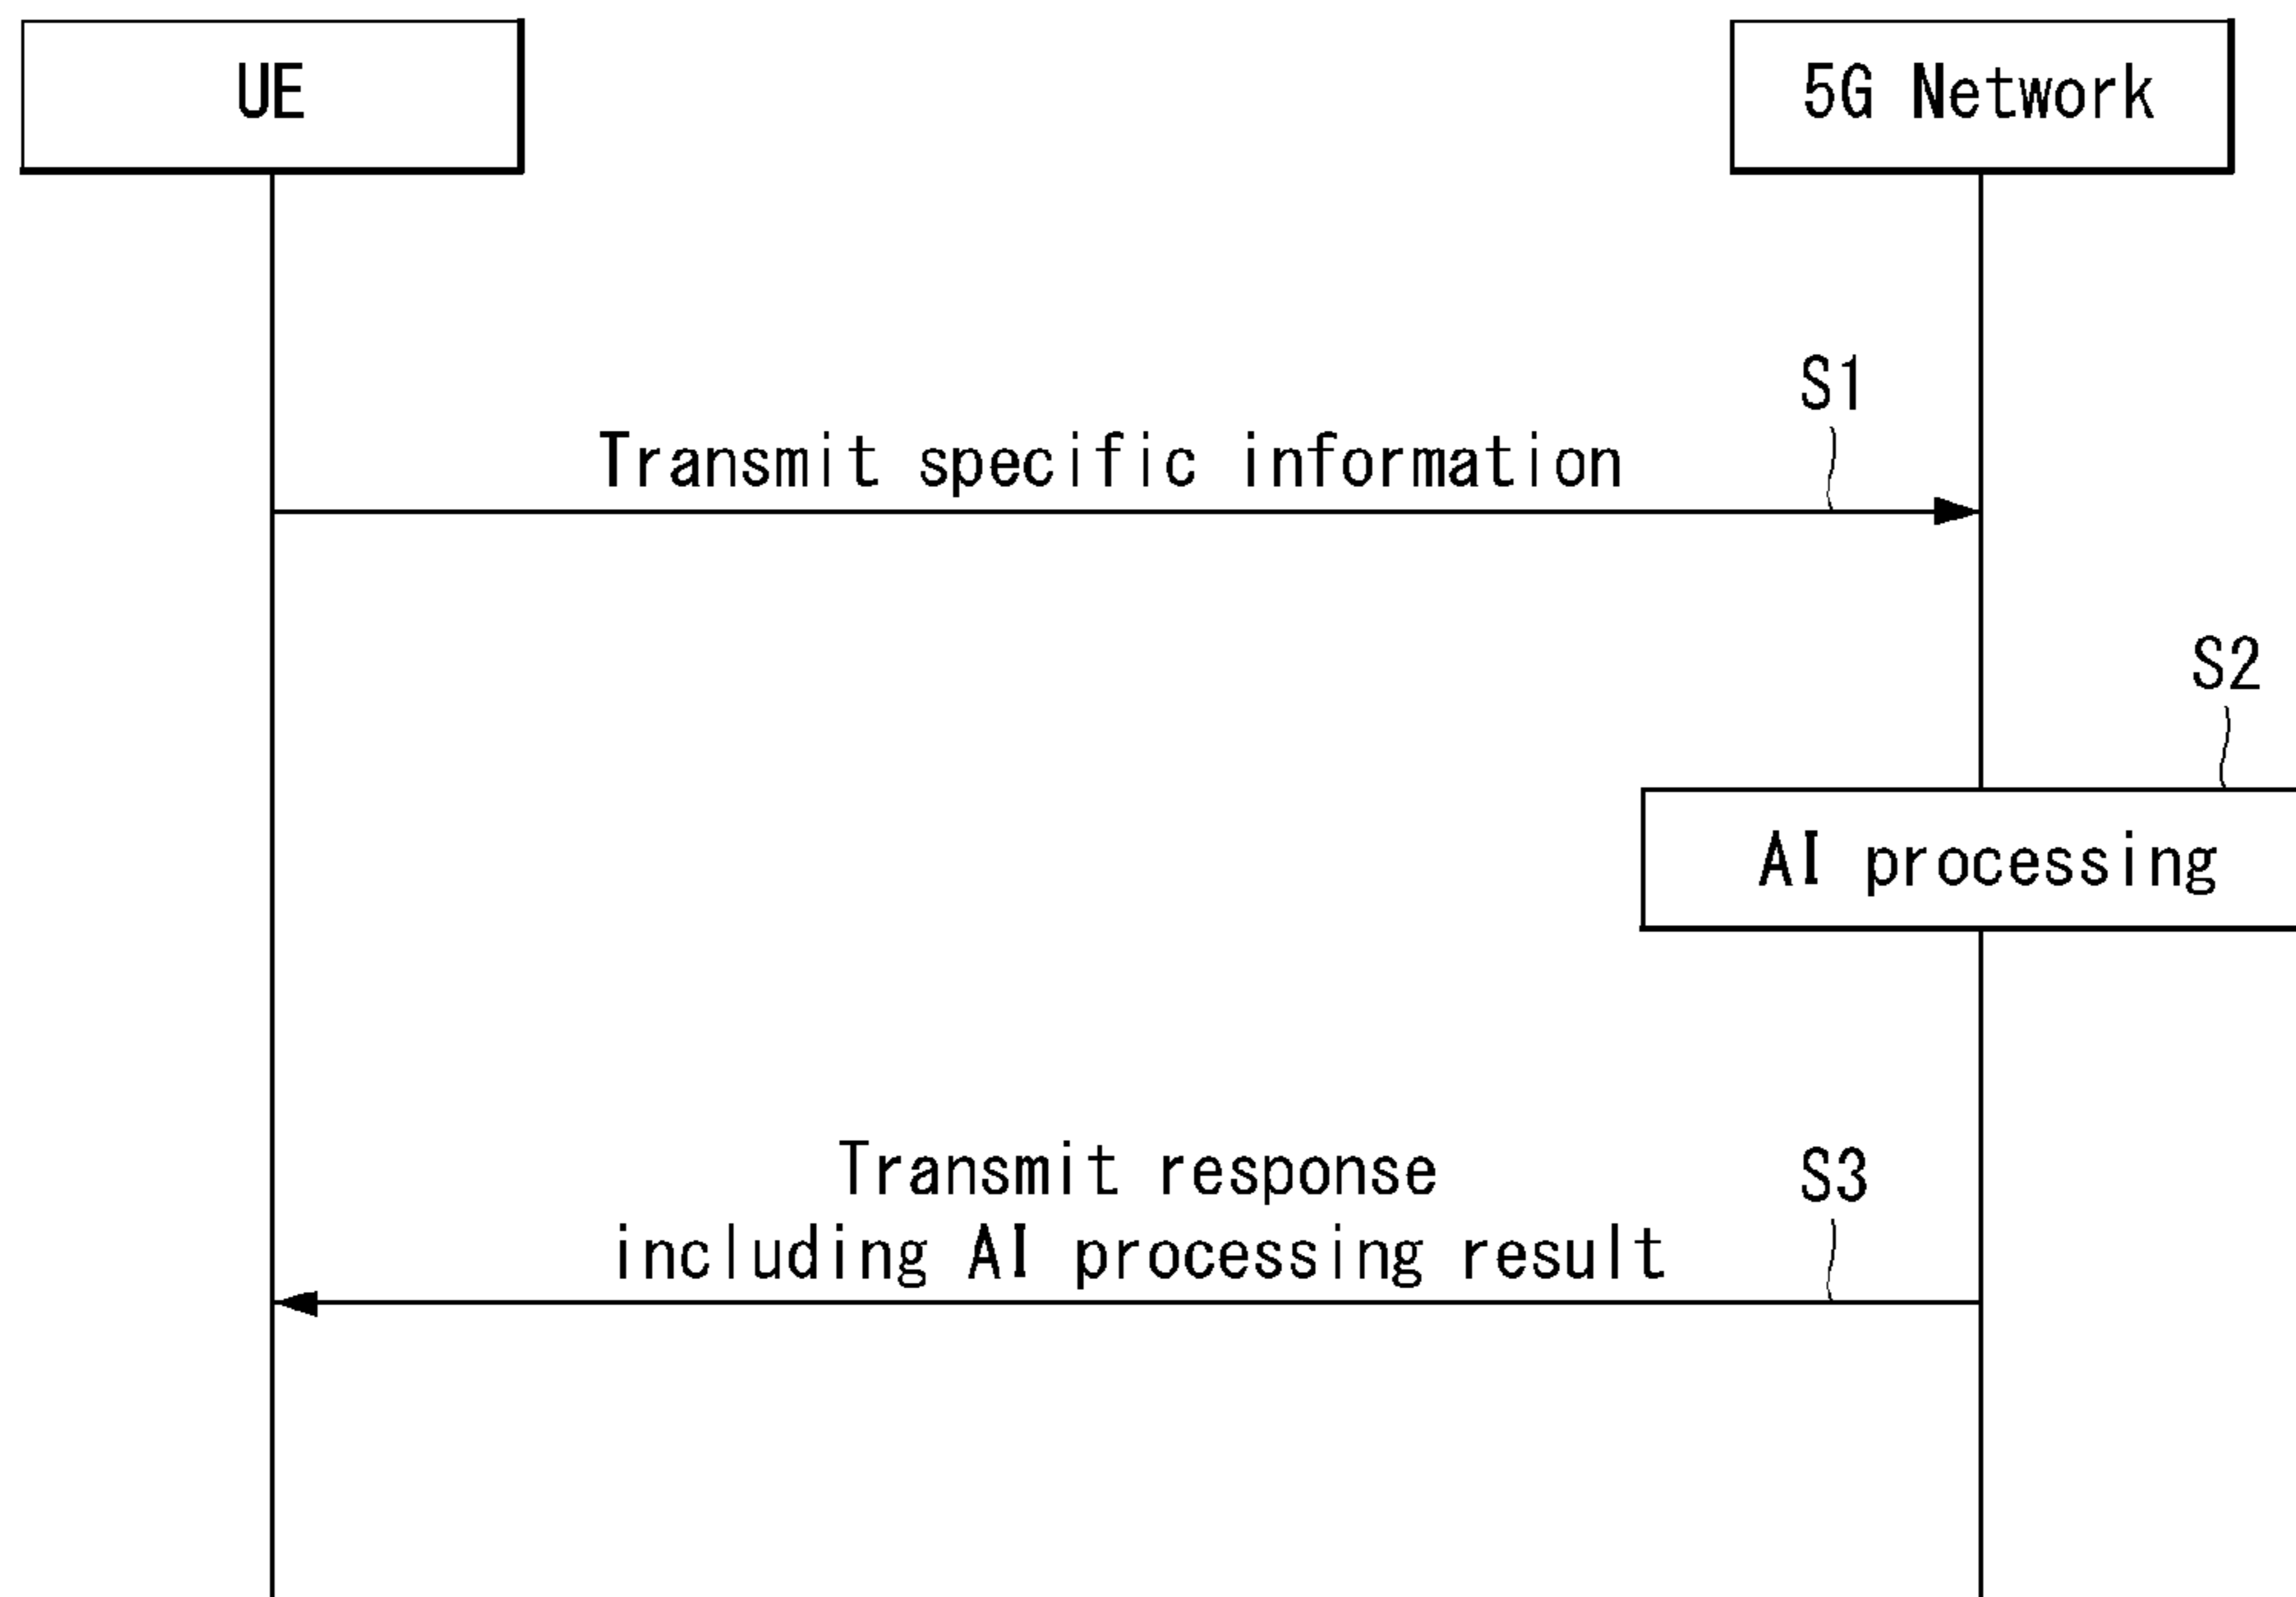 UE
5G Network
S1
Transmit specific information
S2
AI processing
Transmit response
S3
including AI processing result